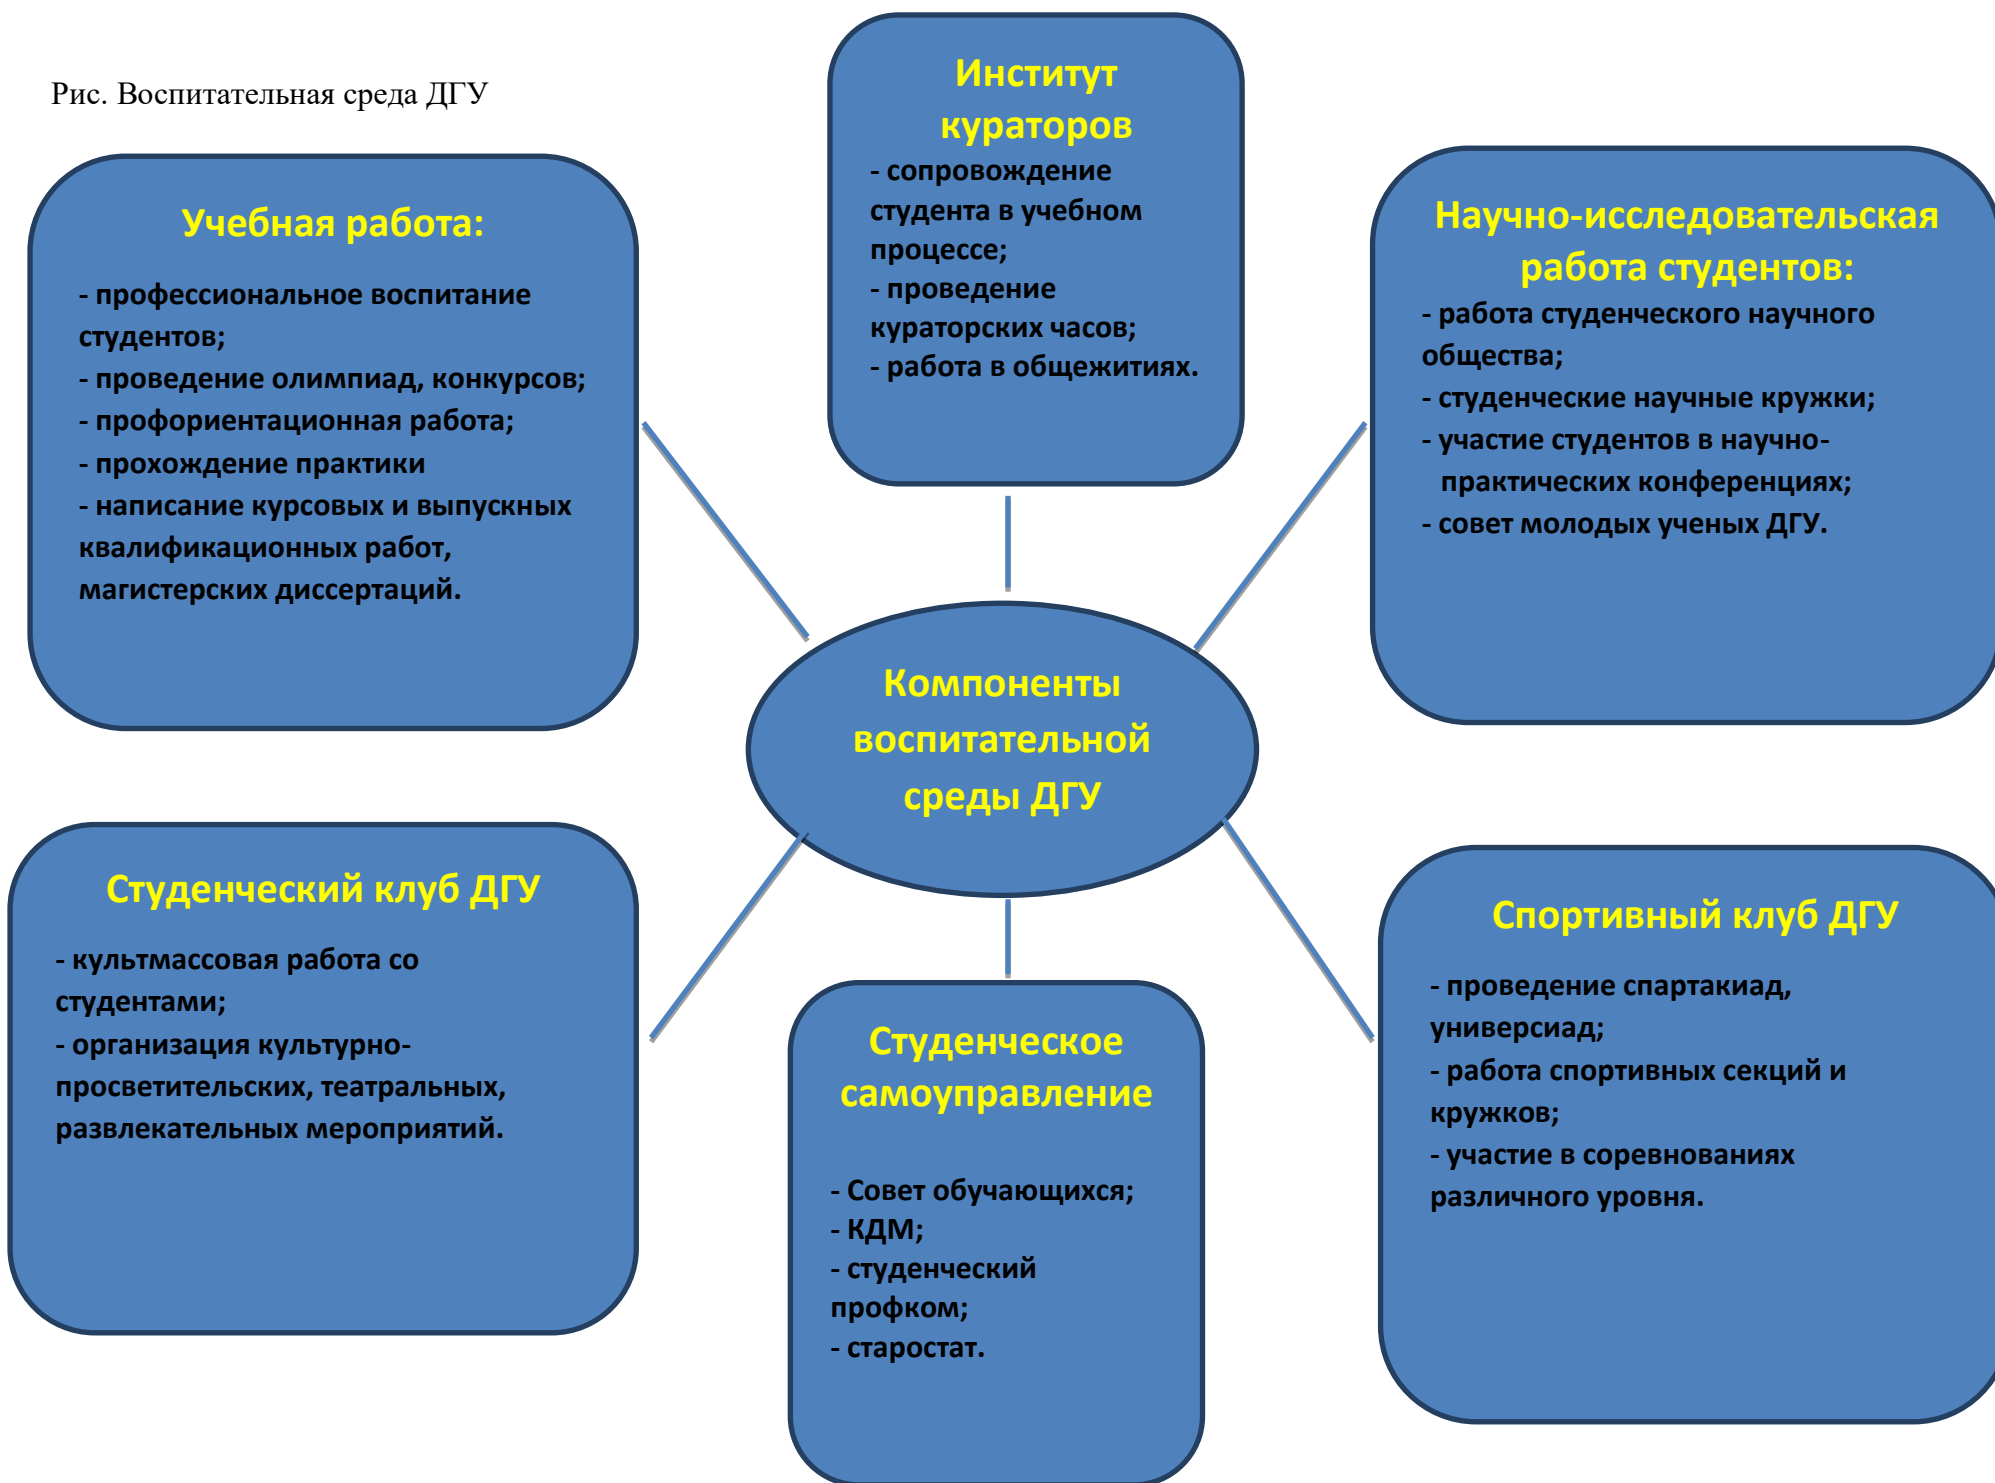 Рис. Воспитательная среда ДГУ
Институт
кураторов
- сопровождение
студента в учебном
процессе;
- проведение
кураторских часов;
- работа в общежитиях.
Учебная работа:
- профессиональное воспитание
студентов;
- проведение олимпиад, конкурсов;
- профориентационная работа;
- прохождение практики
- написание курсовых и выпускных
квалификационных работ,
магистерских диссертаций.
Научно-исследовательская
работа студентов:
- работа студенческого научного
общества;
- студенческие научные кружки;
- участие студентов в научно-
практических конференциях;
- совет молодых ученых ДГУ.
Компоненты
воспитательной
среды ДГУ
Студенческий клуб ДГУ
- культмассовая работа со
студентами;
- организация культурно-
просветительских, театральных,
развлекательных мероприятий.
Студенческое
самоуправление
- Совет обучающихся;
- КДМ;
- студенческий
профком;
- старостат.
Спортивный клуб ДГУ
- проведение спартакиад,
универсиад;
- работа спортивных секций и
кружков;
- участие в соревнованиях
различного уровня.